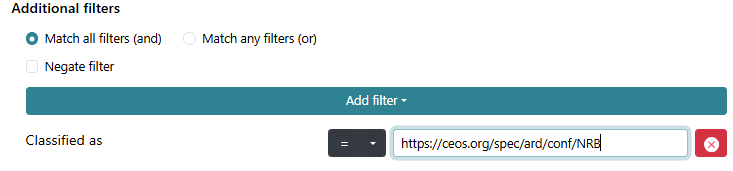 Additional filters
Match all filters (and) Match any filters (or)
Negate filter
Add filter
Classified as = https://ceos.org/spec/ard/conf/NRB